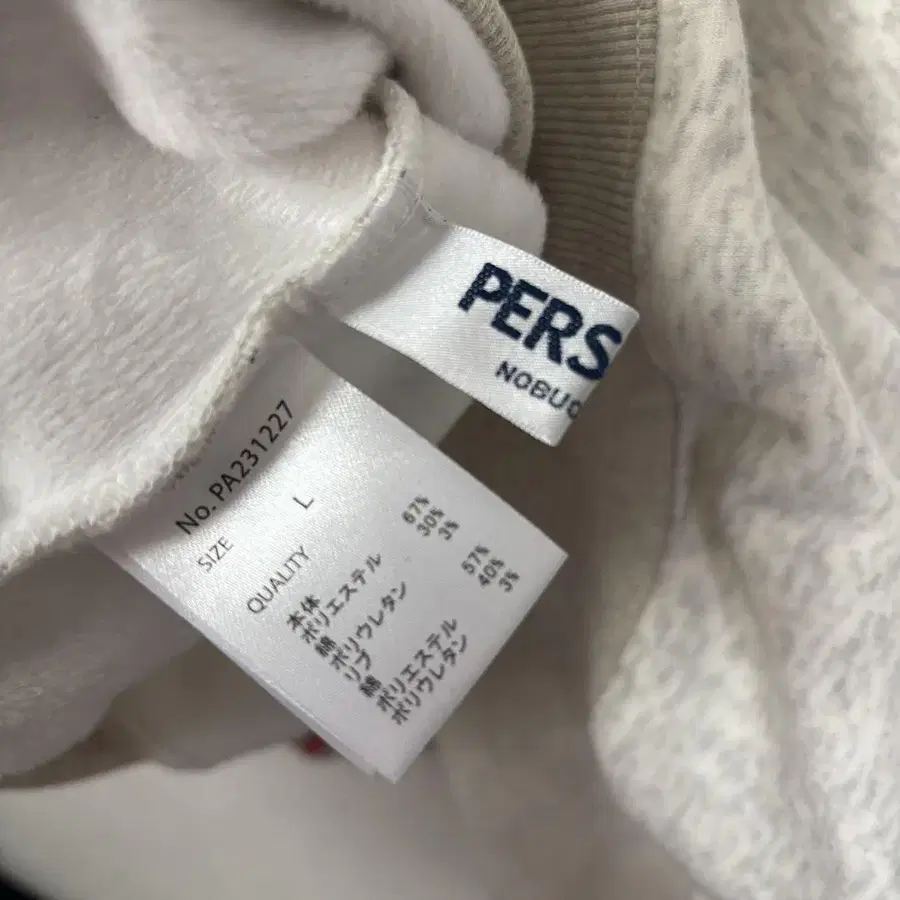 PERS
NOBUC
No. PA231227
SIZE L
QUALITY
本体
ポリエステル 67%
綿 30%
ポリウレタン 3%
リブ
綿 57%
ポリエステル 40%
ポリウレタン 3%